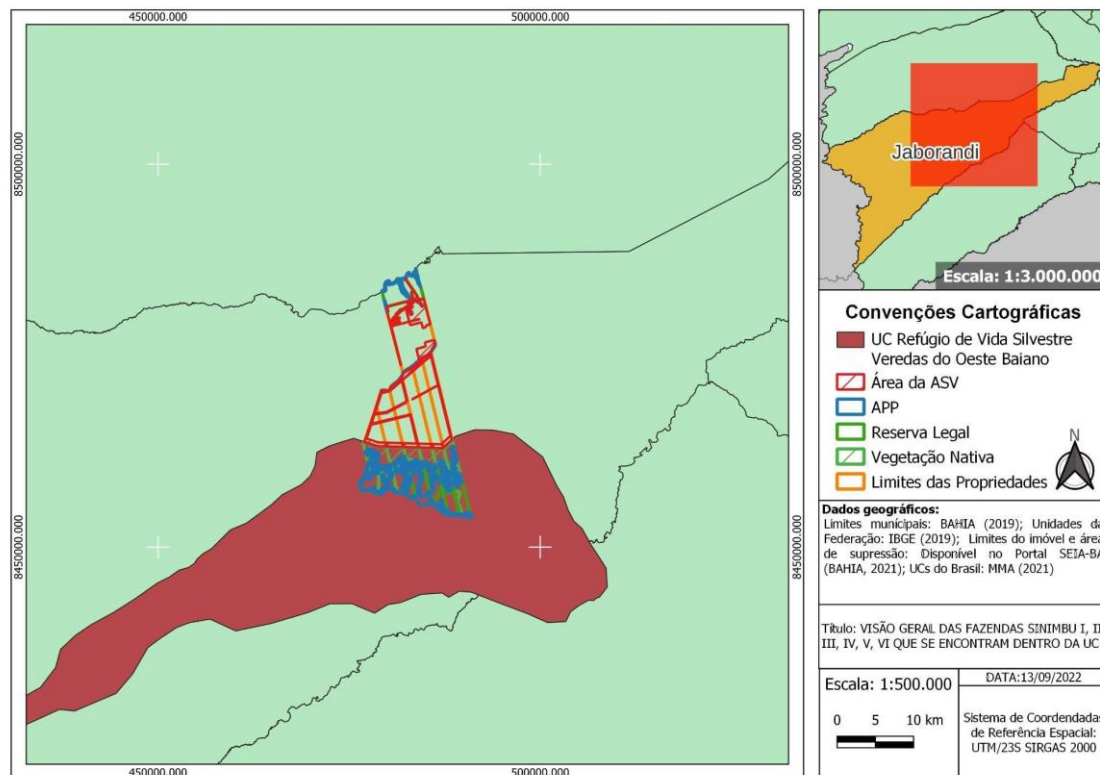 450000.000
500000.000
8500000.000
8500000.000
8450000.000
8450000.000
450000.000
500000.000
Jaborandi
Escala: 1:3.000.000
Convenções Cartográficas
UC Refúgio de Vida Silvestre
Veredas do Oeste Baiano
Área da ASV
APP
Reserva Legal
Vegetação Nativa
Limites das Propriedades
N
Dados geográficos:
Limites municipais: BAHIA (2019); Unidades da
Federação: IBGE (2019); Limites do imóvel e área
de supressão: Disponível no Portal SEIA-BA
(BAHIA, 2021); UCs do Brasil: MMA (2021)
Título: VISÃO GERAL DAS FAZENDAS SINIMBU I, II
III, IV, V, VI QUE SE ENCONTRAM DENTRO DA UC
Escala: 1:500.000
0 5 10 km
DATA:13/09/2022
Sistema de Coordendadas
de Referência Espacial:
UTM/23S SIRGAS 2000